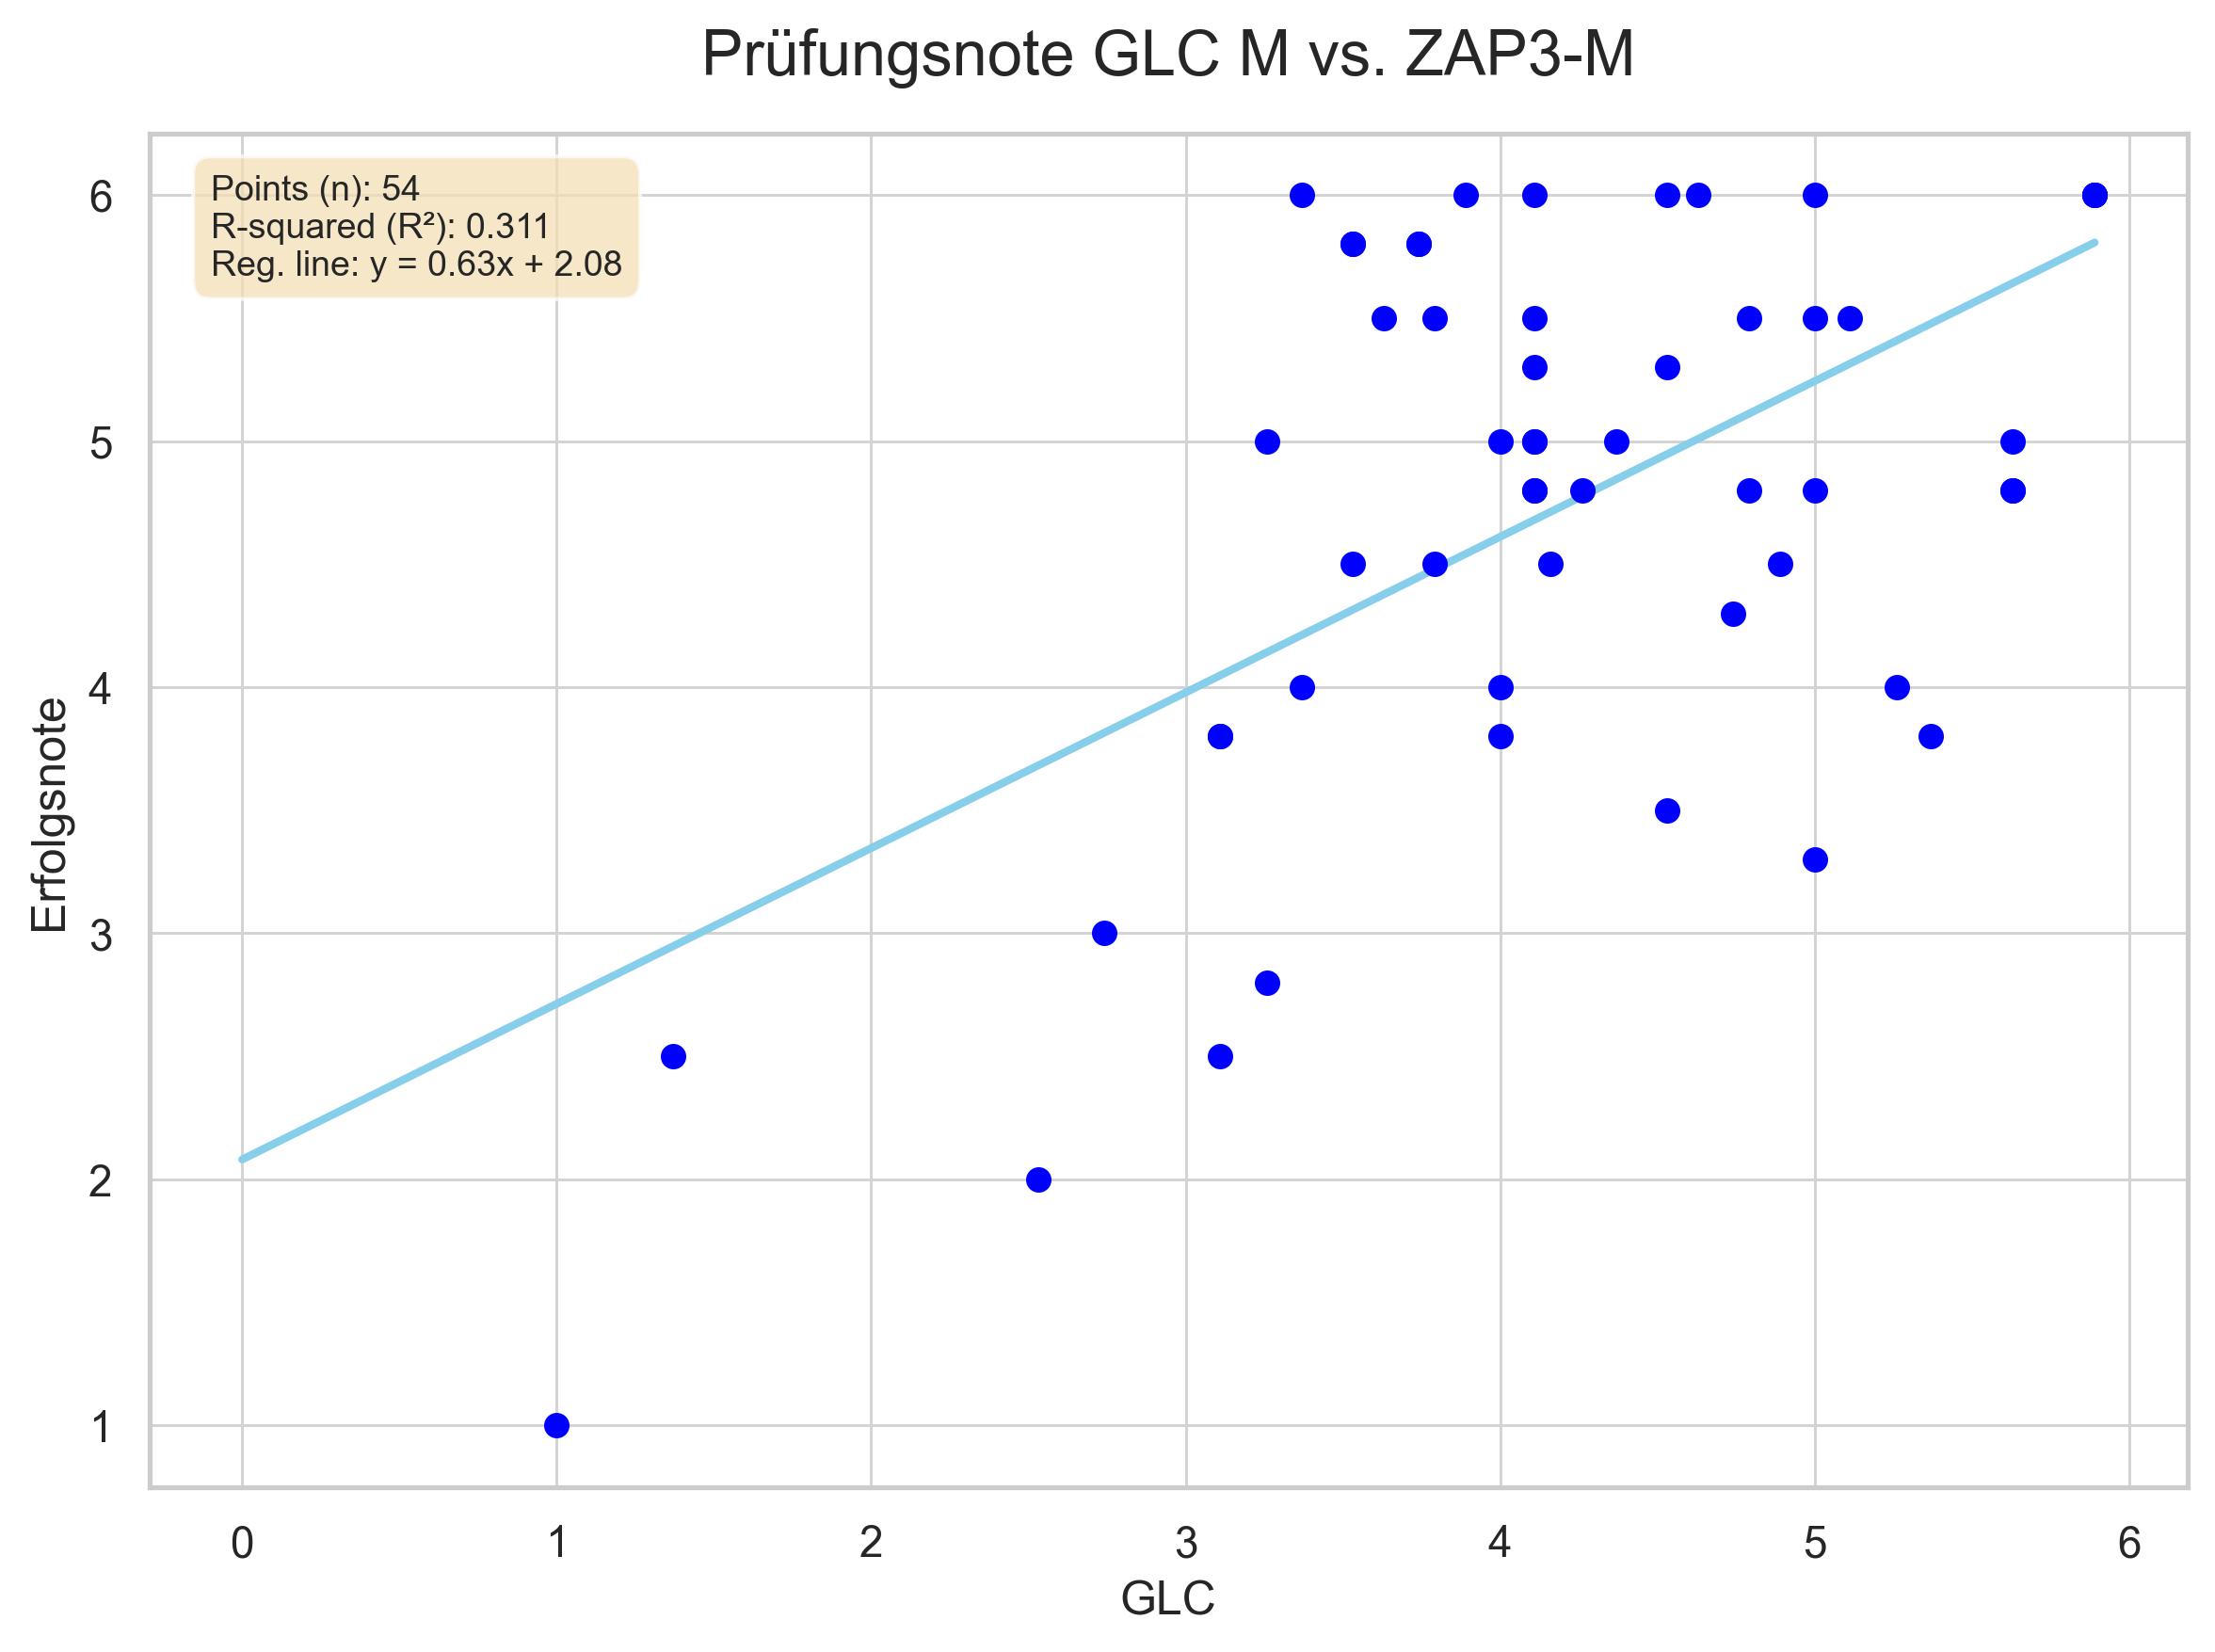 Prüfungsnote GLC M vs. ZAP3-M
Points (n): 54
R-squared (R²): 0.311
Reg. line: y = 0.63x + 2.08
6
5
4
3
2
1
Erfolgsnote
0 1 2 3 4 5 6
GLC